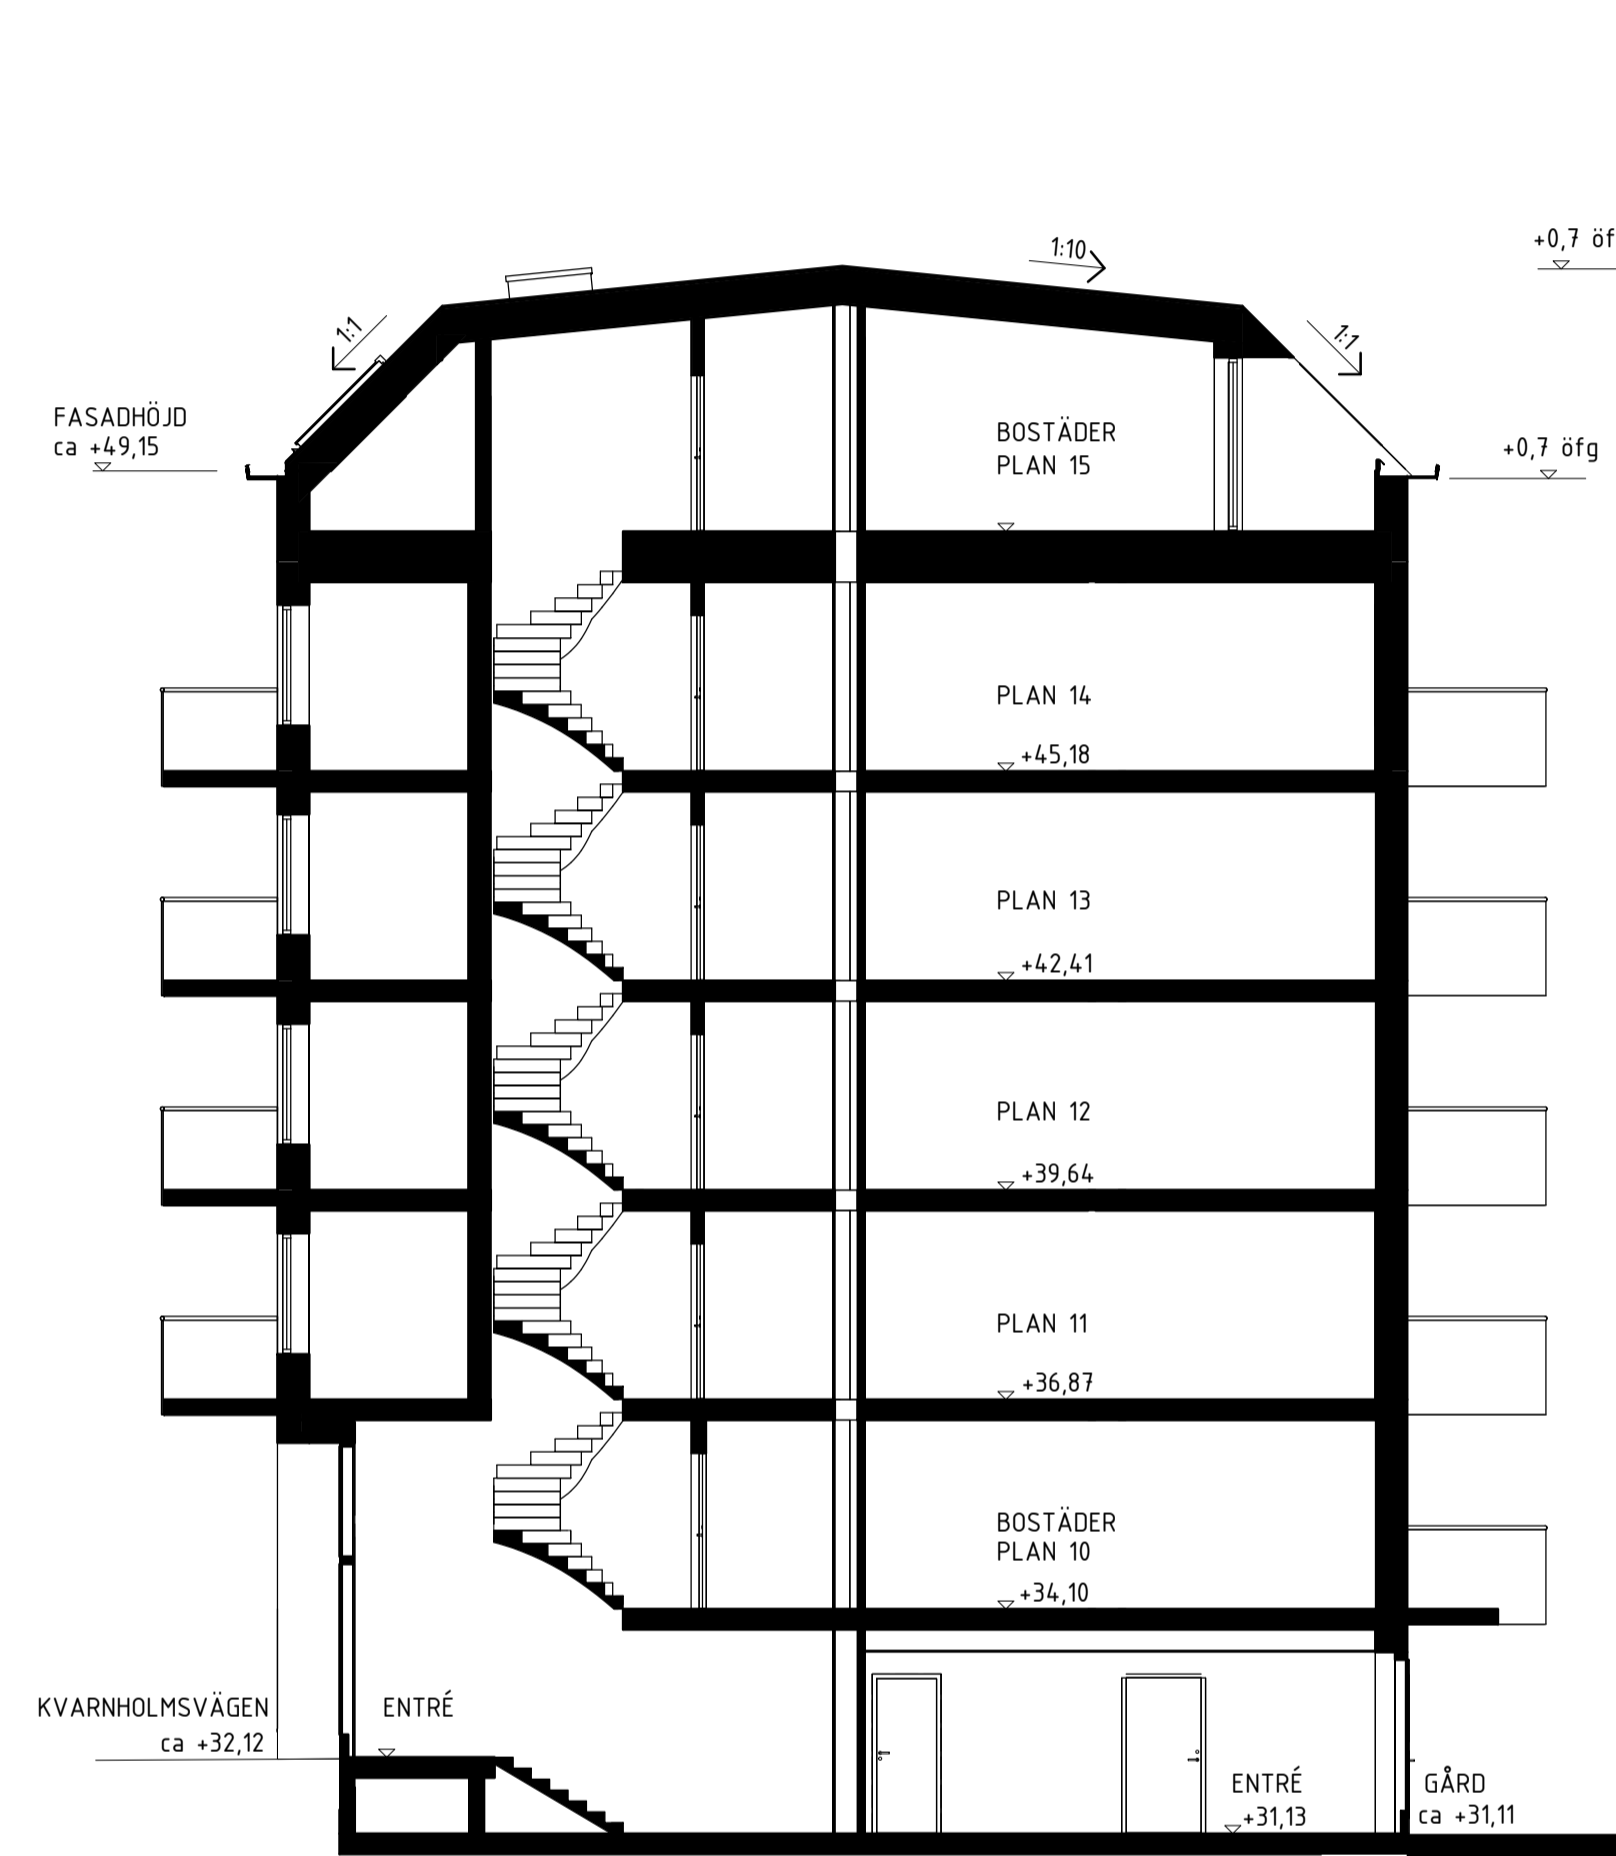 +0,7 öf
1:10
1:1
1:1
FASADHÖJD
ca +49,15
BOSTÄDER
PLAN 15
+0,7 öfg
PLAN 14
+45,18
PLAN 13
+42,41
PLAN 12
+39,64
PLAN 11
+36,87
BOSTÄDER
PLAN 10
+34,10
KVARNHOLMSVÄGEN
ca +32,12
ENTRÉ
ENTRÉ
+31,13
GÅRD
ca +31,11